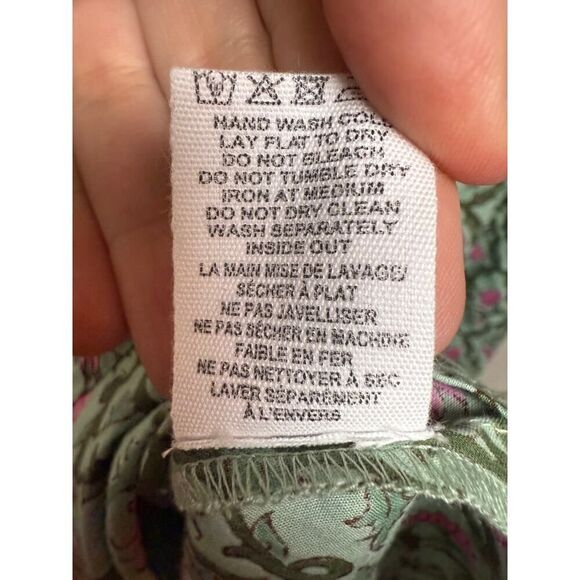 HAND WASH COLD
LAY FLAT TO DRY
DO NOT BLEACH
DO NOT TUMBLE DRY
IRON AT MEDIUM
DO NOT DRY CLEAN
WASH SEPARATELY
INSIDE OUT
LA MAIN MISE DE LAVAGE/
SÉCHER À PLAT
NE PAS JAVELLISER
NE PAS SÉCHER EN MACHINE
FAIBLE EN FER
NE PAS NETTOYER À SEC
LAVER SÉPARÉMENT
À L'ENVERS